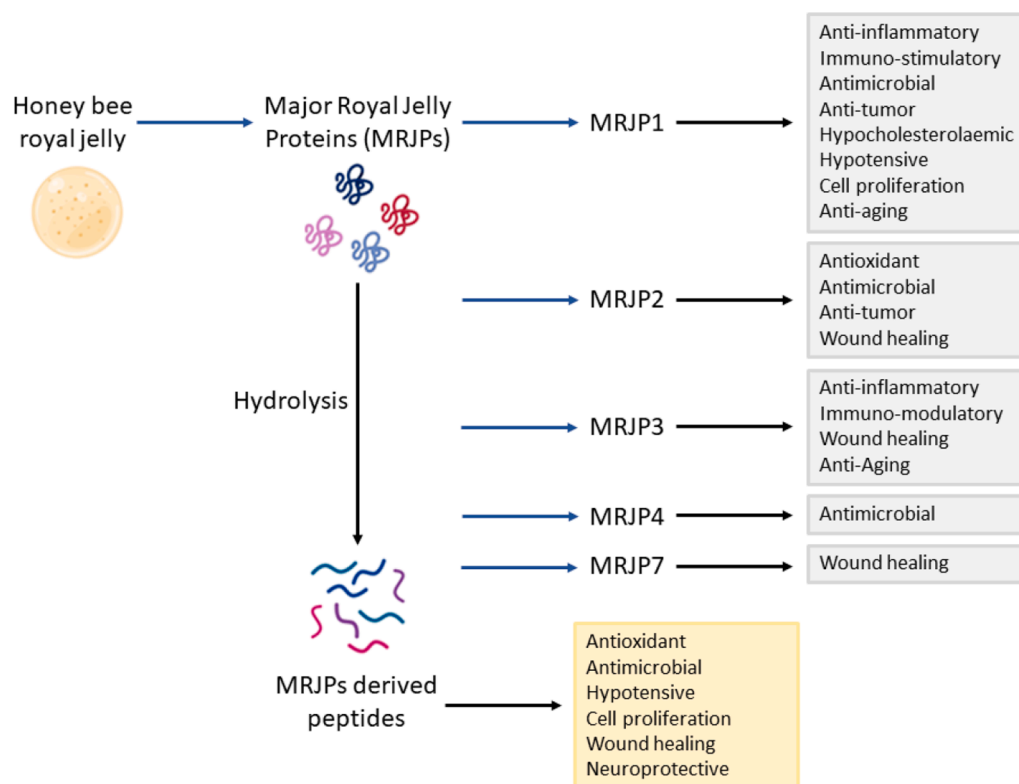 Honey bee
royal jelly
Major Royal Jelly
Proteins (MRJPs)
MRJP1
Anti-inflammatory
Immuno-stimulatory
Antimicrobial
Anti-tumor
Hypocholesterolaemic
Hypotensive
Cell proliferation
Anti-aging
MRJP2
Antioxidant
Antimicrobial
Anti-tumor
Wound healing
Hydrolysis
MRJP3
Anti-inflammatory
Immuno-modulatory
Wound healing
Anti-Aging
MRJP4
Antimicrobial
MRJP7
Wound healing
MRJPs derived
peptides
Antioxidant
Antimicrobial
Hypotensive
Cell proliferation
Wound healing
Neuroprotective